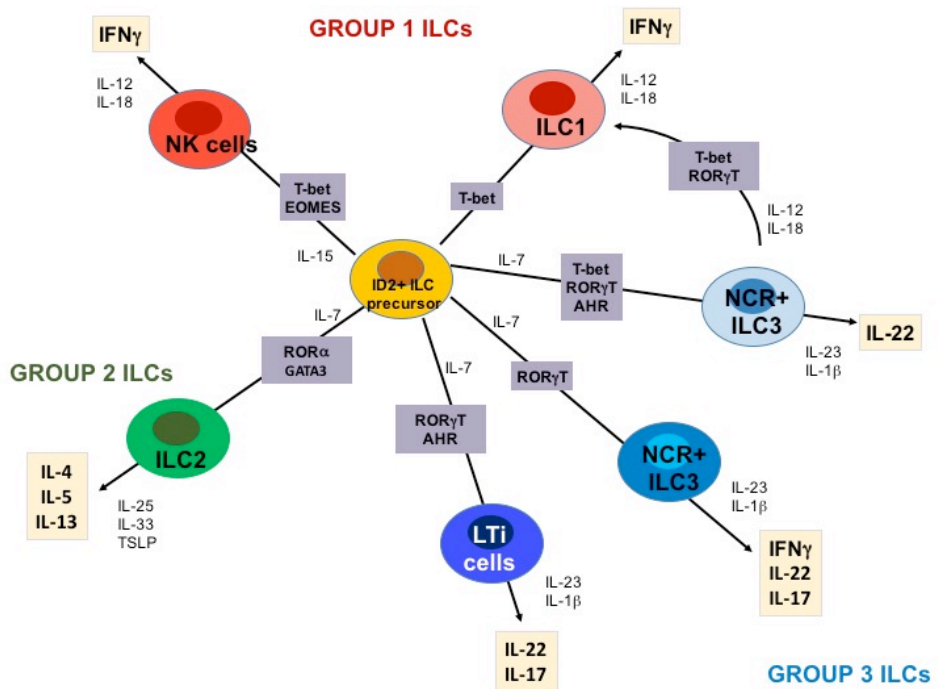 GROUP 1 ILCs
IFNγ
IL-12
IL-18
NK cells
T-bet
EOMES
IL-15
IFNγ
IL-12
IL-18
ILC1
T-bet
T-bet
RORγT
IL-12
IL-18
ID2+ ILC
precursor
IL-7
T-bet
RORγT
AHR
NCR+
ILC3
IL-22
IL-23
IL-1β
IL-7
RORα
GATA3
GROUP 2 ILCs
ILC2
IL-4
IL-5
IL-13
IL-25
IL-33
TSLP
IL-7
RORγT
AHR
LTi
cells
IL-23
IL-1β
IL-22
IL-17
IL-7
RORγT
NCR+
ILC3
IL-23
IL-1β
IFNγ
IL-22
IL-17
GROUP 3 ILCs